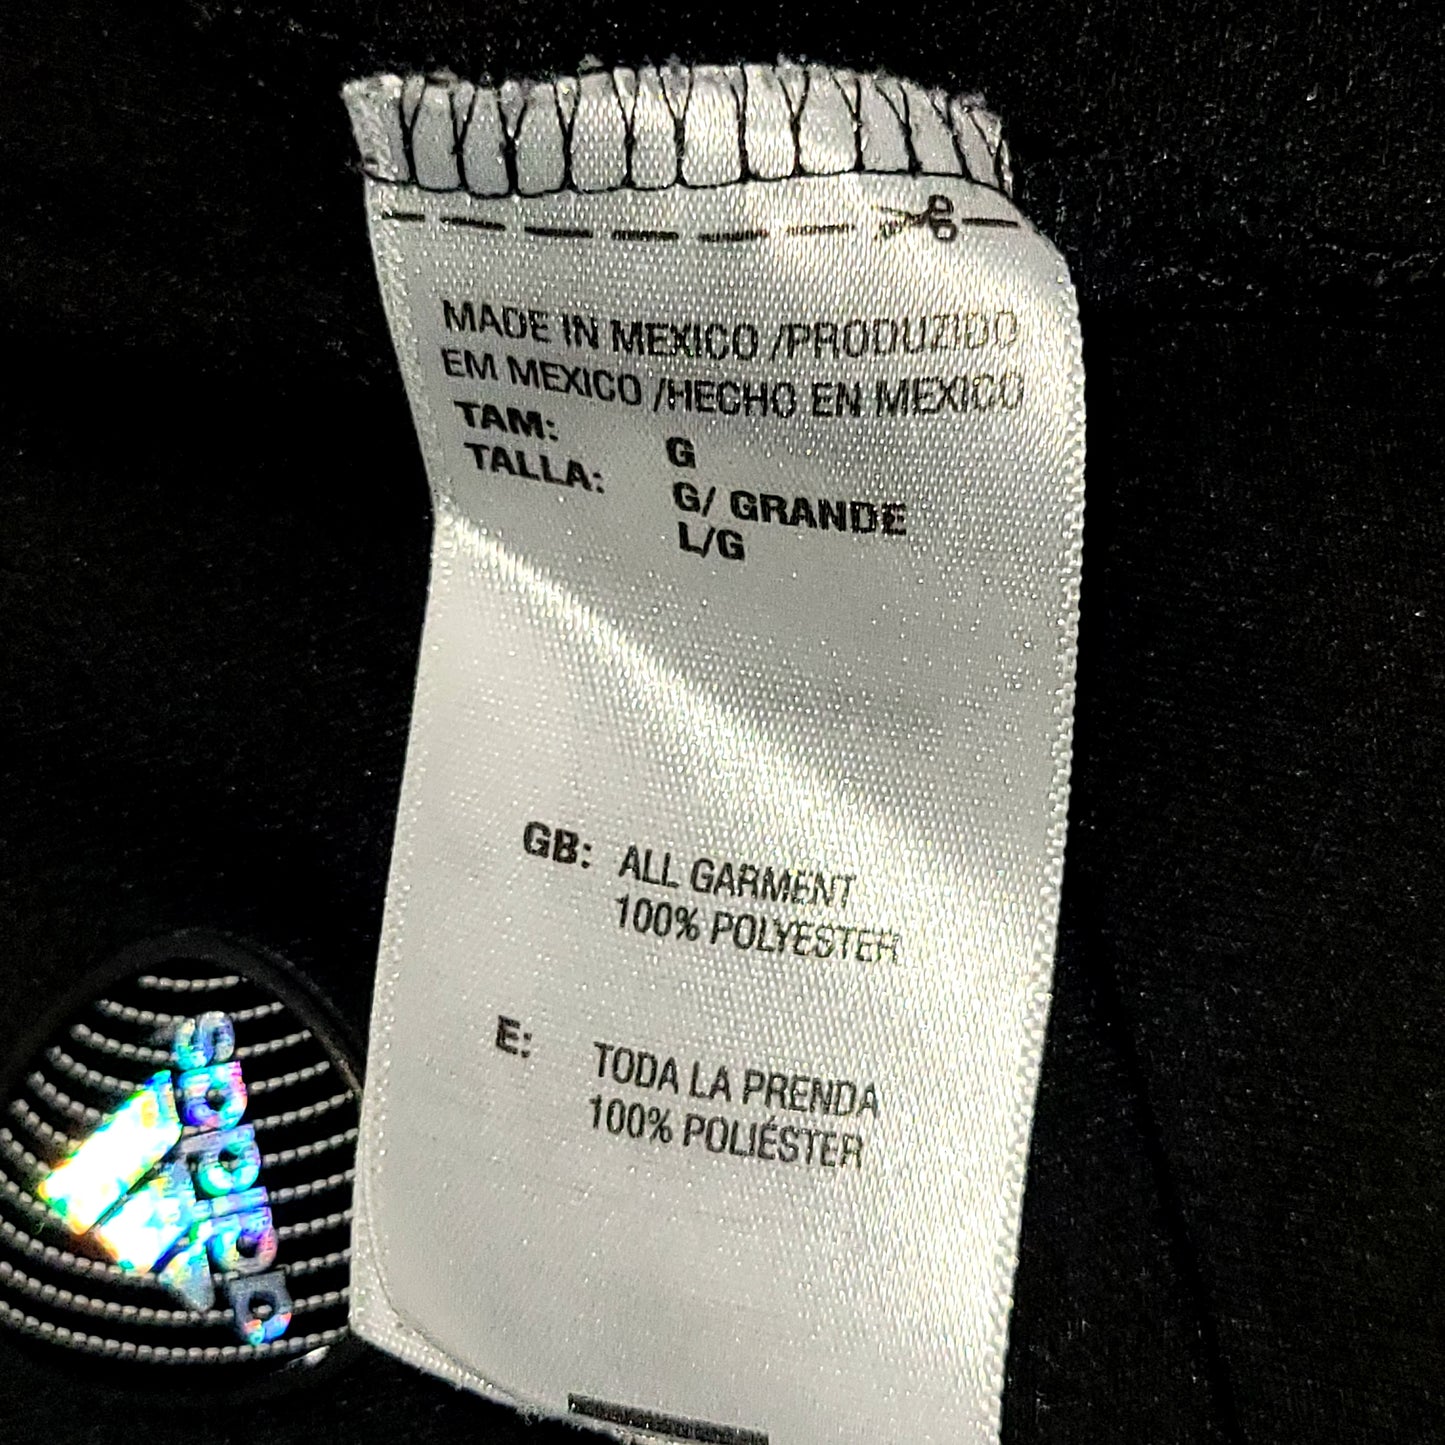 MADE IN MEXICO /PRODUZIDO
EM MEXICO /HECHO EN MEXICO
TAM: G
TALLA: G/ GRANDE
L/G
GB: ALL GARMENT
100% POLYESTER
E: TODA LA PRENDA
100% POLIÉSTER
adidas